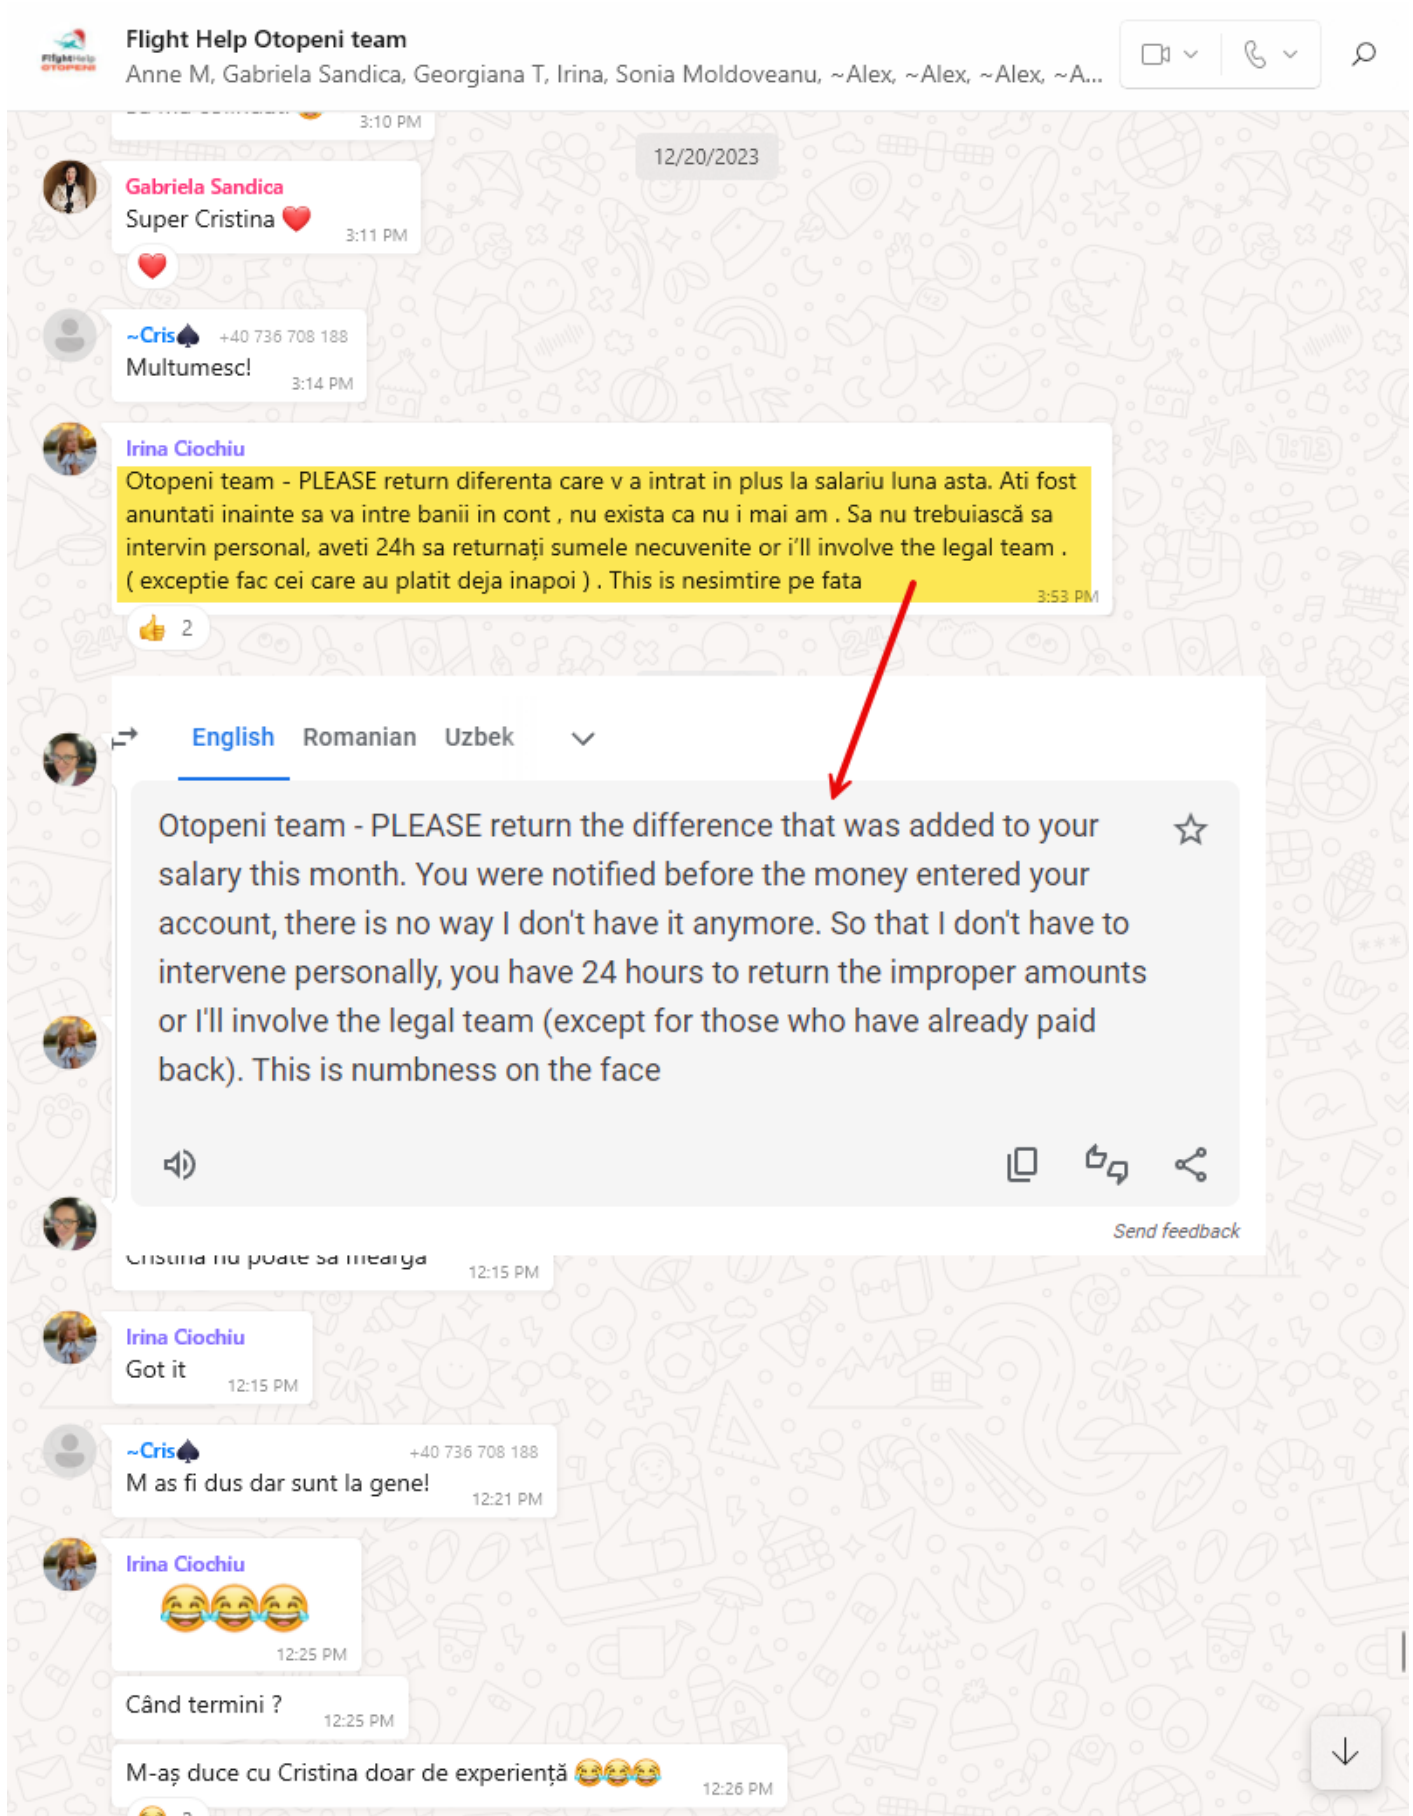 FlightHelp
OTOPENI
Flight Help Otopeni team
Anne M, Gabriela Sandica, Georgiana T, Irina, Sonia Moldoveanu, ~Alex, ~Alex, ~Alex, ~A...
3:10 PM
12/20/2023
Gabriela Sandica
Super Cristina ❤️
3:11 PM
❤️
~Cris♠ +40 736 708 188
Multumesc!
3:14 PM
Irina Ciochiu
Otopeni team - PLEASE return diferenta care v a intrat in plus la salariu luna asta. Ati fost
anuntati inainte sa va intre banii in cont , nu exista ca nu i mai am . Sa nu trebuiască sa
intervin personal, aveti 24h sa returnați sumele necuvenite or i’ll involve the legal team .
( exceptie fac cei care au platit deja inapoi ) . This is nesimtire pe fata
3:53 PM
👍 2
English Romanian Uzbek
Otopeni team - PLEASE return the difference that was added to your
salary this month. You were notified before the money entered your
account, there is no way I don't have it anymore. So that I don't have to
intervene personally, you have 24 hours to return the improper amounts
or I'll involve the legal team (except for those who have already paid
back). This is numbness on the face
Send feedback
Cristina nu poate sa mearga
12:15 PM
Irina Ciochiu
Got it
12:15 PM
~Cris♠ +40 736 708 188
M as fi dus dar sunt la gene!
12:21 PM
Irina Ciochiu
😂😂😂
12:25 PM
Când termini ?
12:25 PM
M-aș duce cu Cristina doar de experiență 😂😂😂
12:26 PM